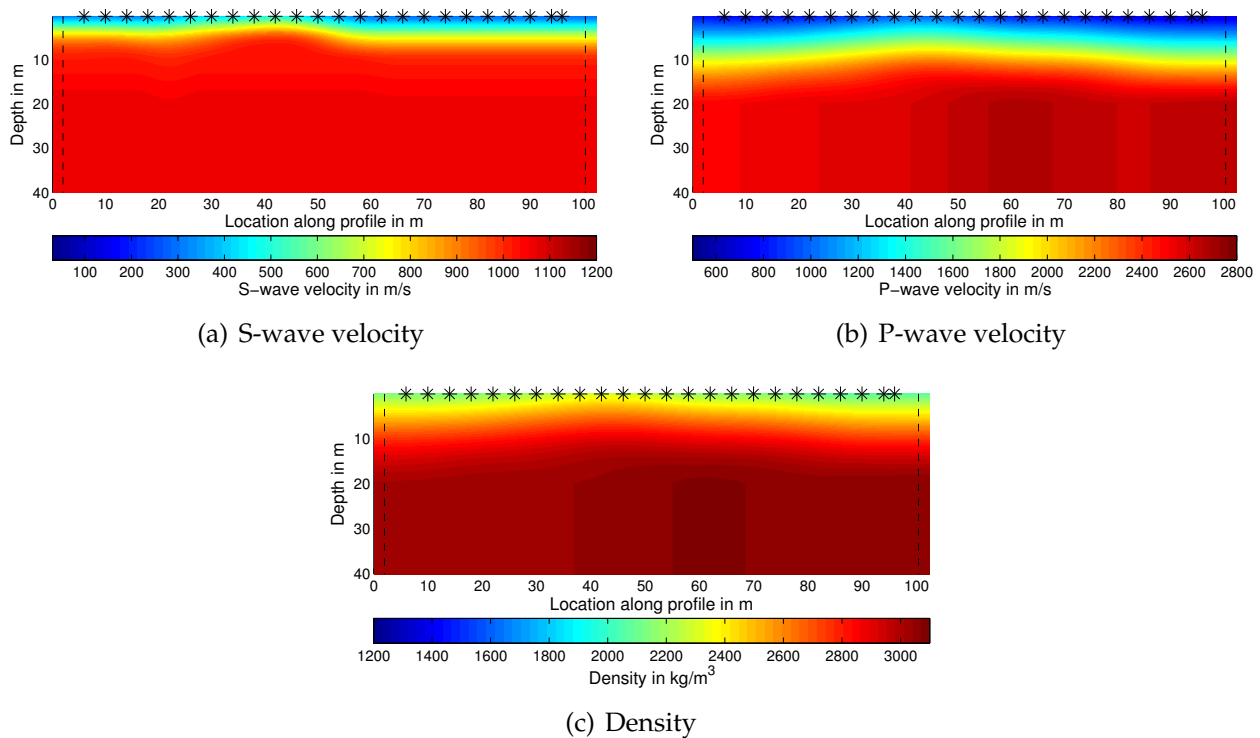 Depth in m
10
20
30
40
0 10 20 30 40 50 60 70 80 90 100
Location along profile in m
100 200 300 400 500 600 700 800 900 1000 1100 1200
S−wave velocity in m/s
(a) S-wave velocity
Depth in m
10
20
30
40
0 10 20 30 40 50 60 70 80 90 100
Location along profile in m
600 800 1000 1200 1400 1600 1800 2000 2200 2400 2600 2800
P−wave velocity in m/s
(b) P-wave velocity
Depth in m
10
20
30
40
0 10 20 30 40 50 60 70 80 90 100
Location along profile in m
1200 1400 1600 1800 2000 2200 2400 2600 2800 3000
Density in kg/m³
(c) Density